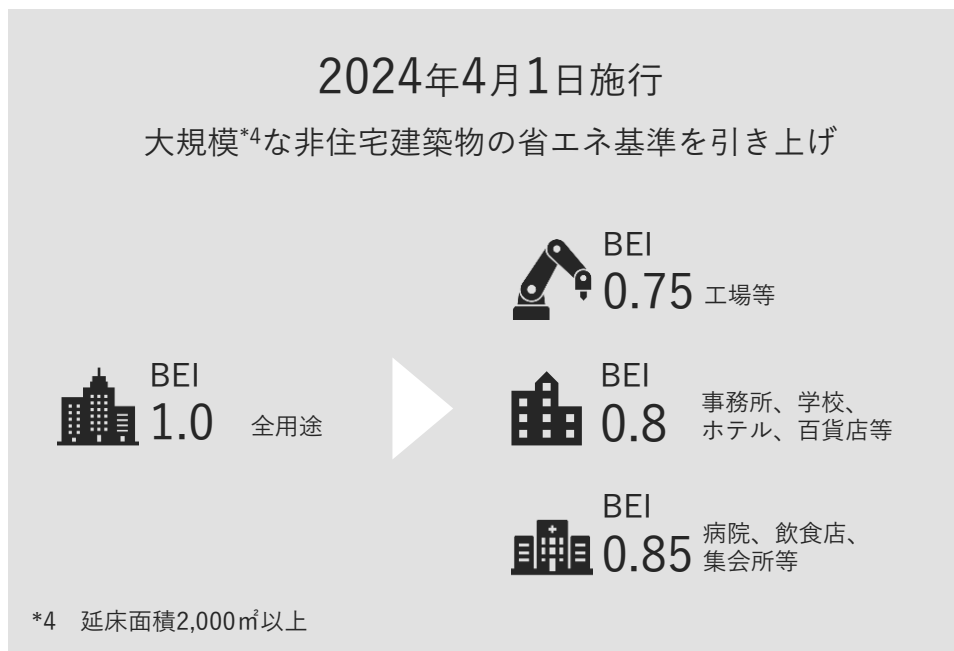 2024年4月1日施行
大規模*4な非住宅建築物の省エネ基準を引き上げ
BEI
1.0 全用途
BEI
0.75 工場等
BEI
0.8 事務所、学校、
ホテル、百貨店等
BEI
0.85 病院、飲食店、
集会所等
*4 延床面積2,000㎡以上